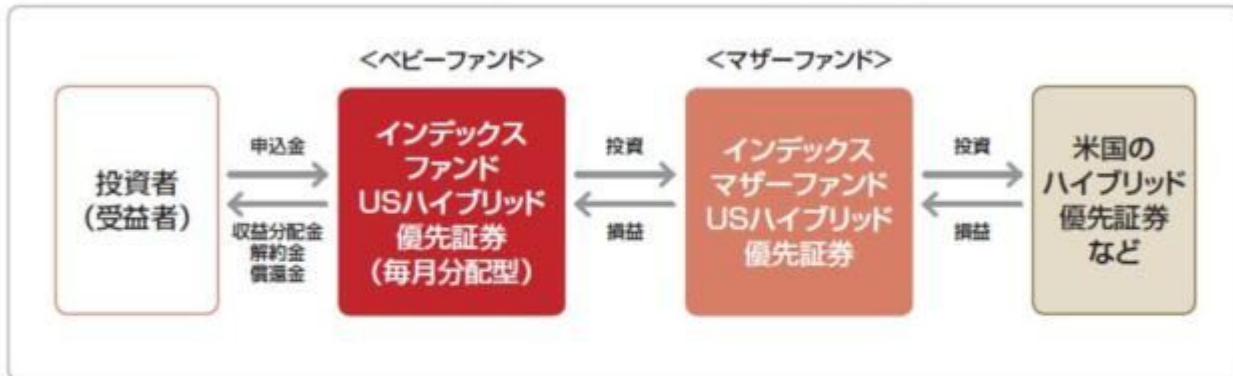 <ベビーファンド>
<マザーファンド>
投資者
(受益者)
申込金
収益分配金
解約金
償還金
インデックス
ファンド
USハイブリッド
優先証券
(毎月分配型)
投資
損益
インデックス
マザーファンド
USハイブリッド
優先証券
投資
損益
米国の
ハイブリッド
優先証券
など